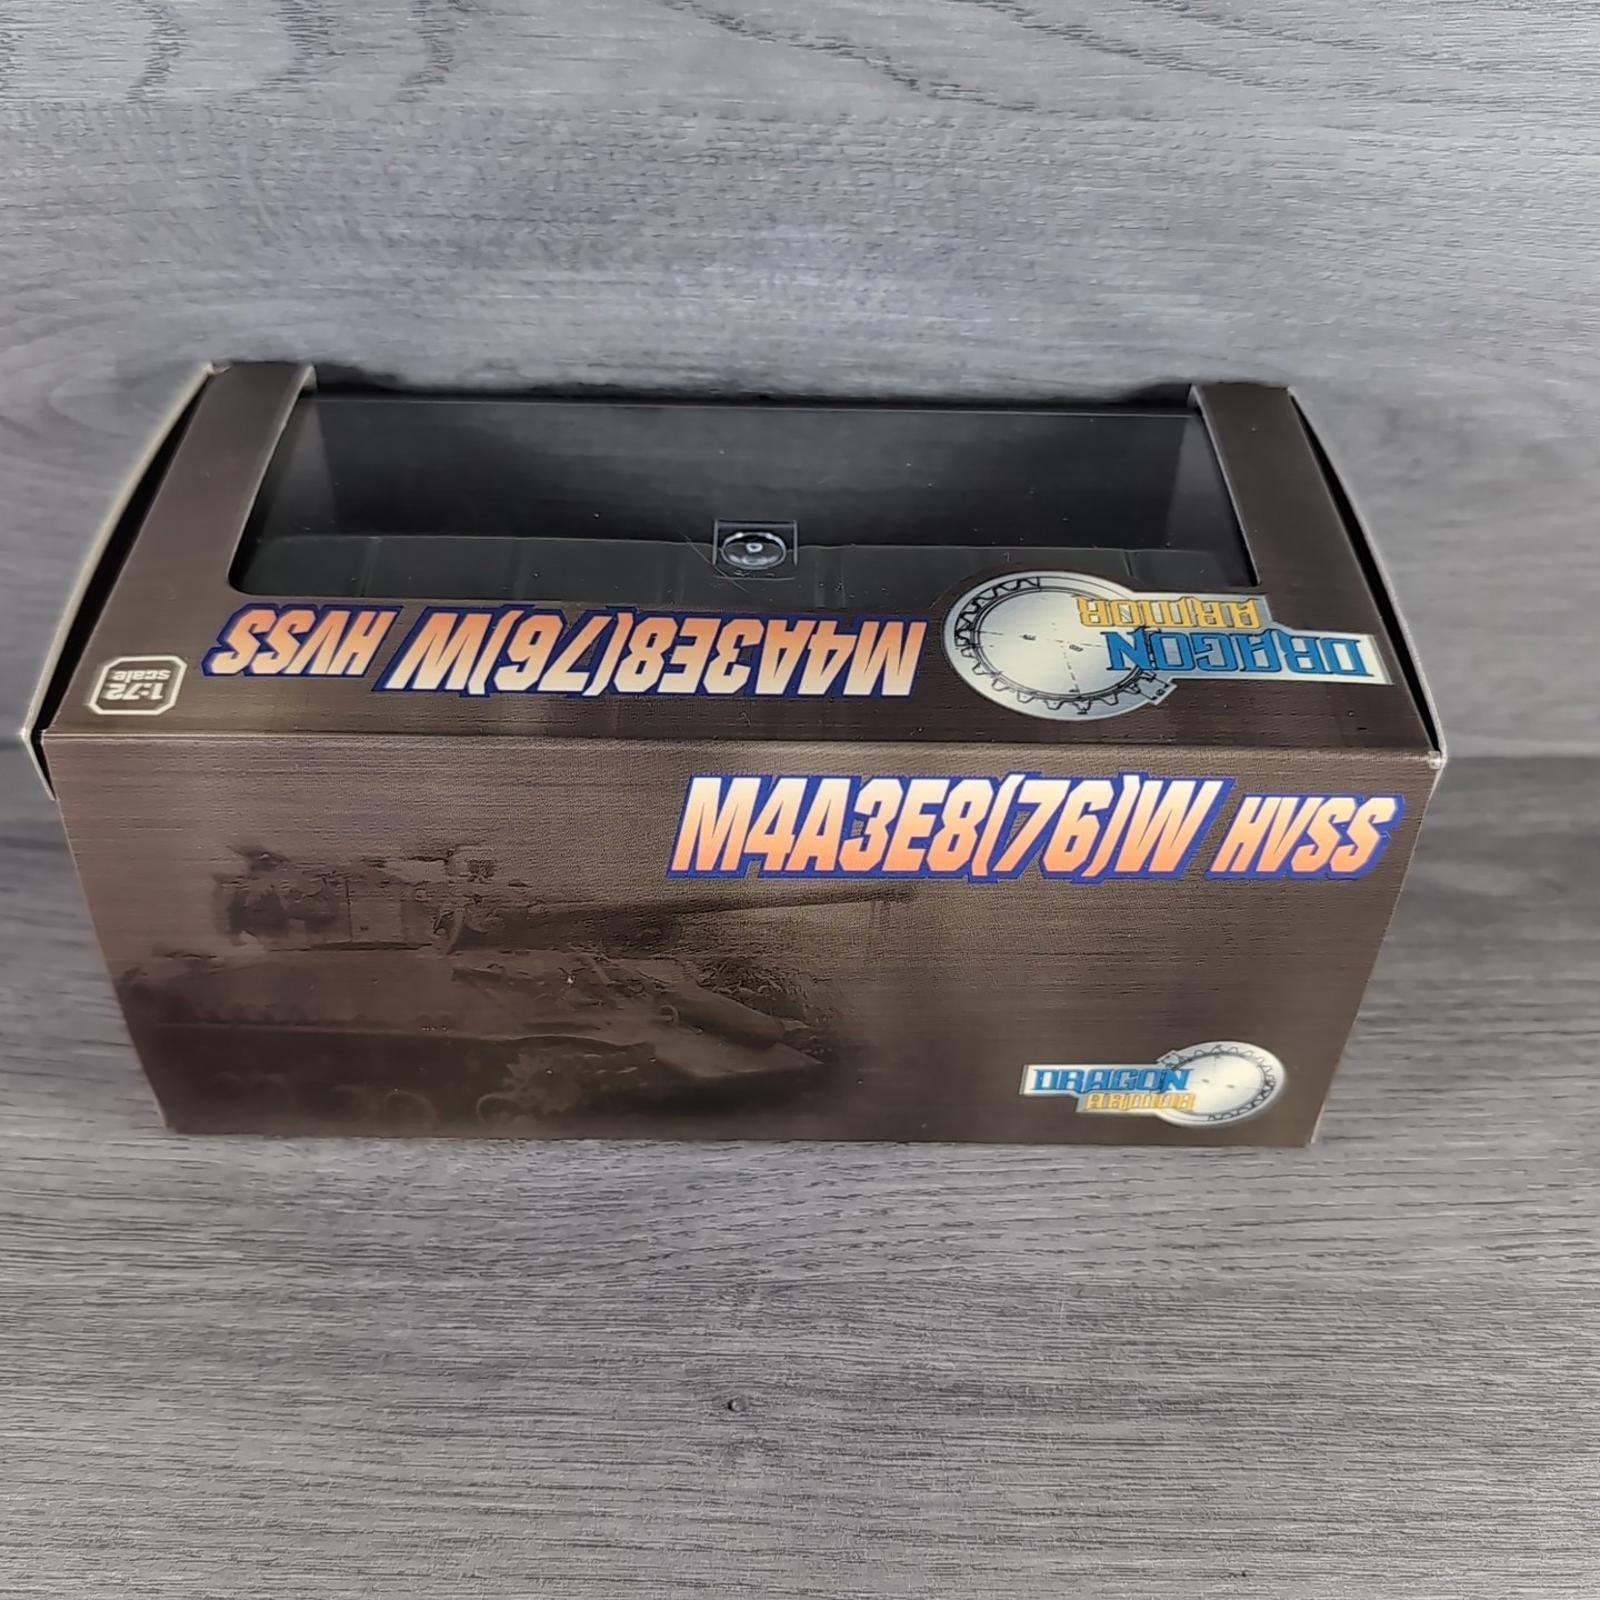 1:72
scale
M4A3E8(76)W HVSS
DRAGON
ARMOR
M4A3E8(76)W HVSS
DRAGON
ARMOR